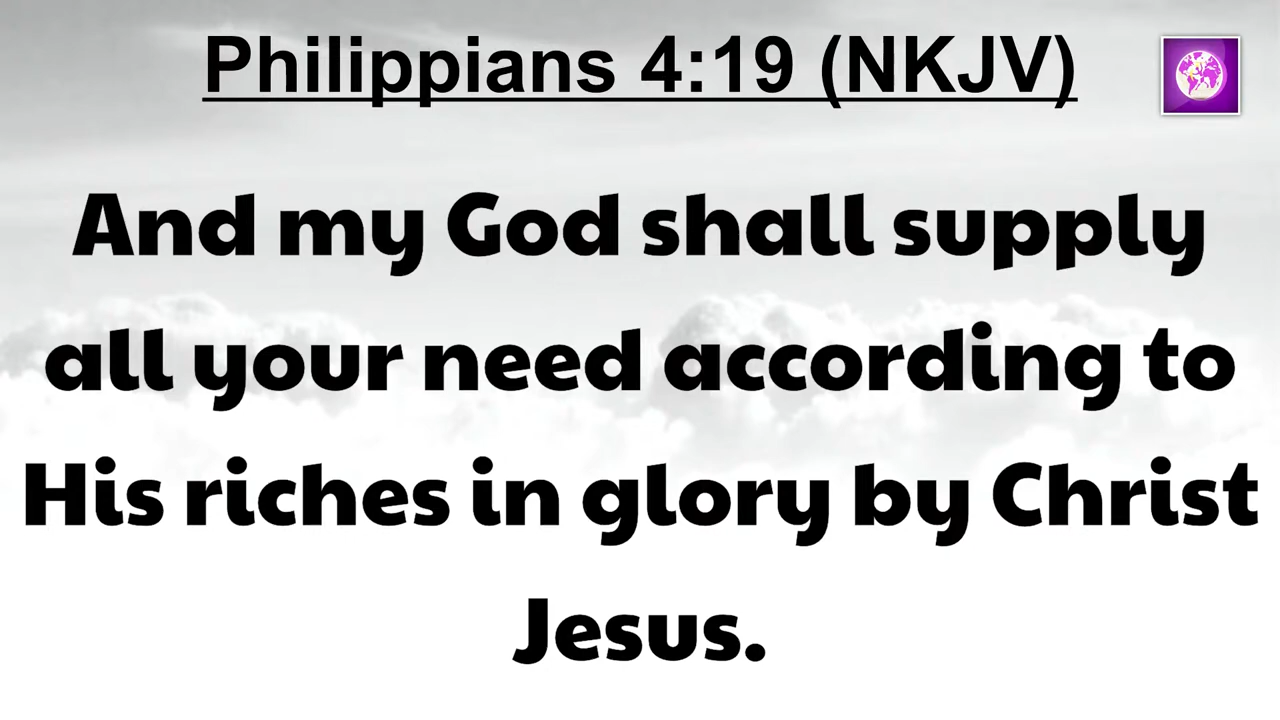 Philippians 4:19 (NKJV)
And my God shall supply
all your need according to
His riches in glory by Christ
Jesus.